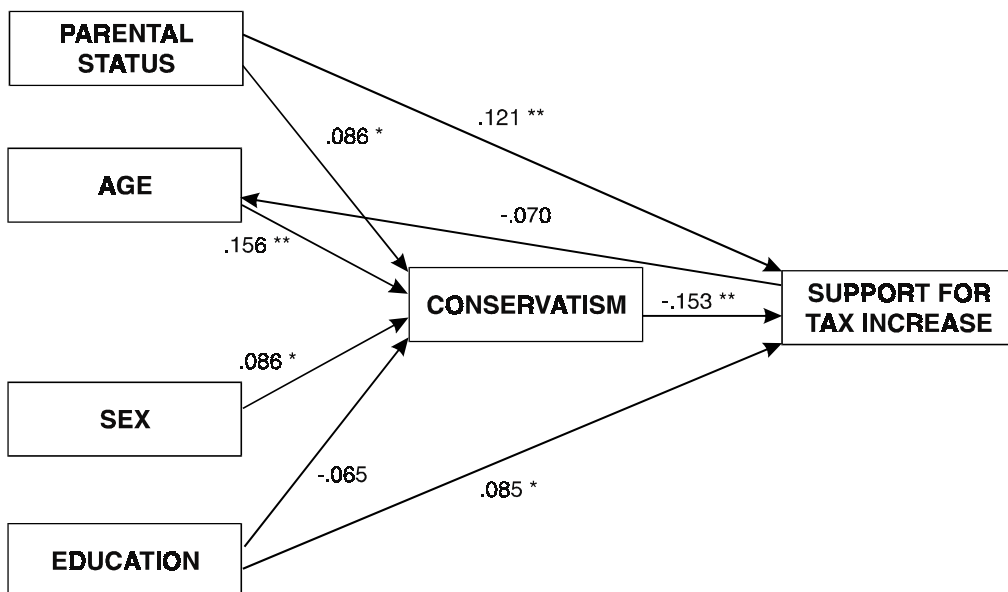 PARENTAL
STATUS
.121 **
.086 *
AGE
-.070
.156 **
CONSERVATISM
-.153 **
SUPPORT FOR
TAX INCREASE
.086 *
SEX
-.065
.085 *
EDUCATION